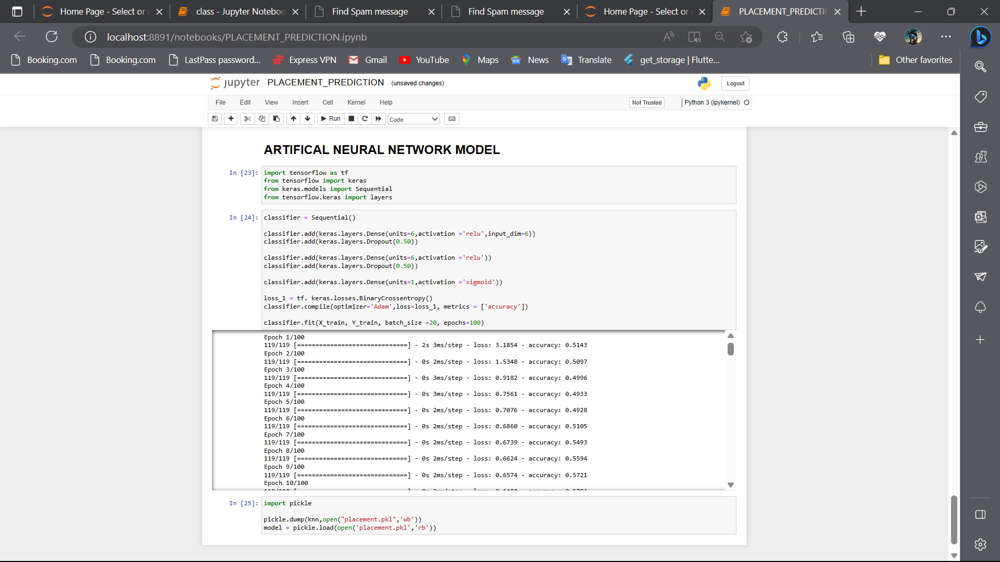 Home Page - Select or
class - Jupyter Noteboo
Find Spam message
Find Spam message
Home Page - Select or
PLACEMENT_PREDICTI
localhost:8891/notebooks/PLACEMENT_PREDICTION.ipynb
Booking.com
Booking.com
LastPass password...
Express VPN
Gmail
YouTube
Maps
News
Translate
get_storage | Flutte...
Other favorites
jupyter PLACEMENT_PREDICTION (unsaved changes)
Logout
File Edit View Insert Cell Kernel Help
Not Trusted
Python 3 (ipykernel)
Run
Code
ARTIFICAL NEURAL NETWORK MODEL
In [23]: import tensorflow as tf
from tensorflow import keras
from keras.models import Sequential
from tensorflow.keras import layers
In [24]: classifier = Sequential()
classifier.add(keras.layers.Dense(units=6,activation ='relu',input_dim=6))
classifier.add(keras.layers.Dropout(0.50))
classifier.add(keras.layers.Dense(units=6,activation ='relu'))
classifier.add(keras.layers.Dropout(0.50))
classifier.add(keras.layers.Dense(units=1,activation ='sigmoid'))
loss_1 = tf. keras.losses.BinaryCrossentropy()
classifier.compile(optimizer='Adam',loss=loss_1, metrics = ['accuracy'])
classifier.fit(X_train, Y_train, batch_size =20, epochs=100)
Epoch 1/100
119/119 [==============================] - 2s 3ms/step - loss: 3.1854 - accuracy: 0.5143
Epoch 2/100
119/119 [==============================] - 0s 2ms/step - loss: 1.5348 - accuracy: 0.5097
Epoch 3/100
119/119 [==============================] - 0s 3ms/step - loss: 0.9182 - accuracy: 0.4996
Epoch 4/100
119/119 [==============================] - 0s 3ms/step - loss: 0.7561 - accuracy: 0.4933
Epoch 5/100
119/119 [==============================] - 0s 2ms/step - loss: 0.7076 - accuracy: 0.4928
Epoch 6/100
119/119 [==============================] - 0s 2ms/step - loss: 0.6860 - accuracy: 0.5105
Epoch 7/100
119/119 [==============================] - 0s 2ms/step - loss: 0.6739 - accuracy: 0.5493
Epoch 8/100
119/119 [==============================] - 0s 2ms/step - loss: 0.6624 - accuracy: 0.5594
Epoch 9/100
119/119 [==============================] - 0s 2ms/step - loss: 0.6574 - accuracy: 0.5721
Epoch 10/100
In [25]: import pickle
pickle.dump(knn,open("placement.pkl",'wb'))
model = pickle.load(open('placement.pkl','rb'))